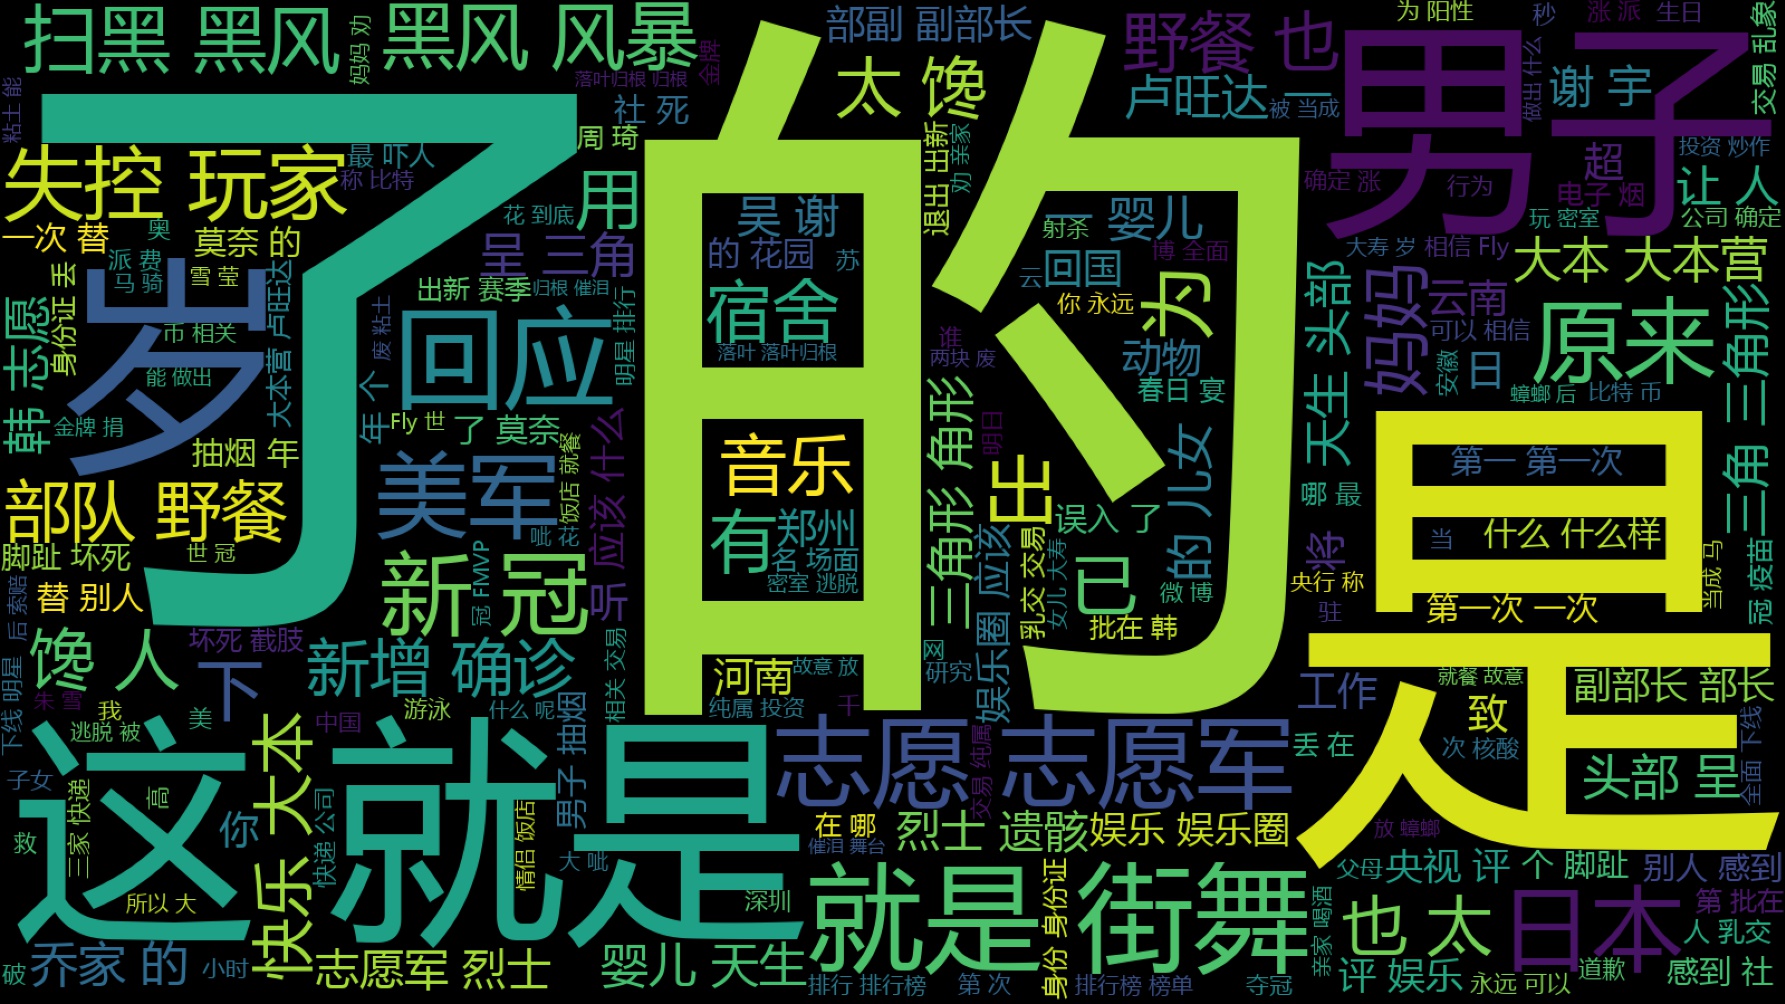 扫黑 黑风
黑风 风暴
妈妈 劝
落叶归根 归根
金牌
部副 副部长
野餐 也
为 阳性
秒
涨 派
生日
交易 乱象
粘土 能
了
社 死
太 馋
卢旺达 一
被 当成
男子
做出 什么
谢 宇
失控 玩家
最 吓人
称 比特
周 琦
用
退出 出新
劝 亲家
的
确定 涨
行为
超
电子 烟
投资 炒作
让 人
公司 确定
玩 密室
一次 替
奥
莫奈 的
花 到底
吴 谢
射杀
一 婴儿
博 全面
大寿 岁
相信 Fly
大本 大本营
派 费
马 骑
雪 莹
呈 三角
的 花园
苏
云
回国
为
妈妈
云南
身份证 丢
岁
大本营 卢旺达
出新 赛季
归根 催泪
宿舍
你 永远
头部
可以 相信
原来
三角形
韩 志愿
币 相关
废 粘土
回应
明星 排行
落叶 落叶归根
谁
两块 废
动物
春日 宴
安徽
日
能 做出
蟑螂 后
比特 币
金牌 捐
年 个
Fly 世
了 莫奈
三角形 角形
明日
的 儿女
天生
是
第一 第一次
三角
抽烟 年
美军
饭店 就餐
应该 什么
音乐
出
哪 最
部队 野餐
呲 花
有
郑州
名 场面
误入 了
将
当
什么 什么样
脚趾 坏死
世 冠
新 冠
冠 FMVP
听
密室 逃脱
娱乐圈 应该
乳交 交易
女儿 大寿
已
微 博
央行 称
当成 马
冠 疫苗
替 别人
后 索赔
批在 韩
驻
第一次 一次
馋 人
坏死 截肢
下
新增 确诊
相关 交易
河南
故意 放
研究
工作
就餐 故意
副部长 部长
下线 明星
朱 雪
我
美
中国
游泳
什么 呢
纯属 投资
千
致
逃脱 被
这就是
男子 抽烟
志愿 志愿军
丢 在
次 核酸
头部 呈
全面 下线
子女
三家 快递
高
你
大本
快乐
快递 公司
情侣 饭店
交易 纯属
在 哪
烈士 遗骸
娱乐 娱乐圈
放 蟑螂
救
大 呲
催泪 舞台
父母
央视 评
个 脚趾
别人 感到
所以 大
深圳
就是 街舞
身份 身份证
亲家 喝酒
也 太
日本
第 批在
人 乳交
破
乔家 的
小时
志愿军 烈士
婴儿 天生
排行 排行榜
第 次
排行榜 榜单
夺冠
评 娱乐
永远 可以
道歉
感到 社